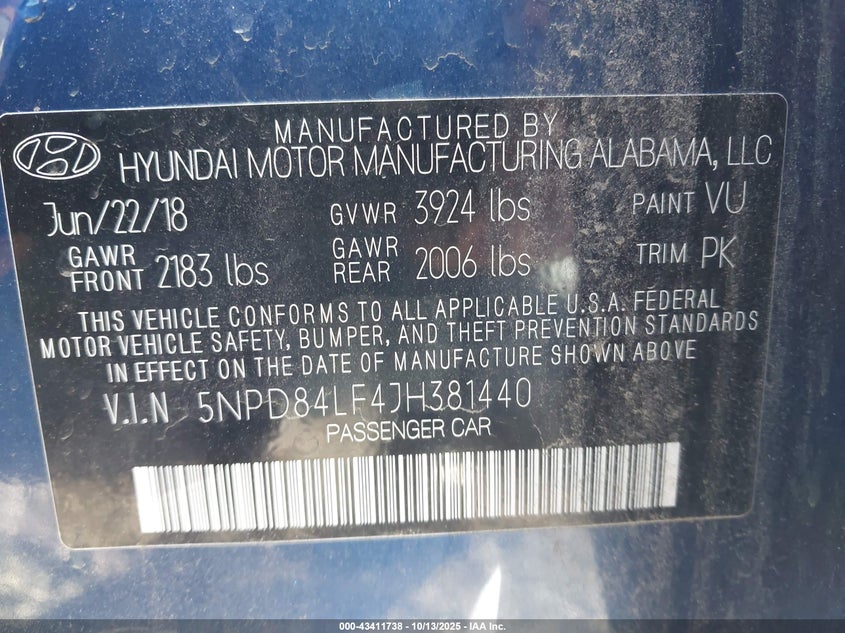 MANUFACTURED BY
HYUNDAI MOTOR MANUFACTURING ALABAMA, LLC
Jun/22/18 GVWR 3924 lbs PAINT VU
GAWR FRONT 2183 lbs GAWR REAR 2006 lbs TRIM PK
THIS VEHICLE CONFORMS TO ALL APPLICABLE U.S.A. FEDERAL
MOTOR VEHICLE SAFETY, BUMPER, AND THEFT PREVENTION STANDARDS
IN EFFECT ON THE DATE OF MANUFACTURE SHOWN ABOVE
V.I.N 5NPD84LF4JH381440
PASSENGER CAR
000-43411738 - 10/13/2025 - IAA Inc.